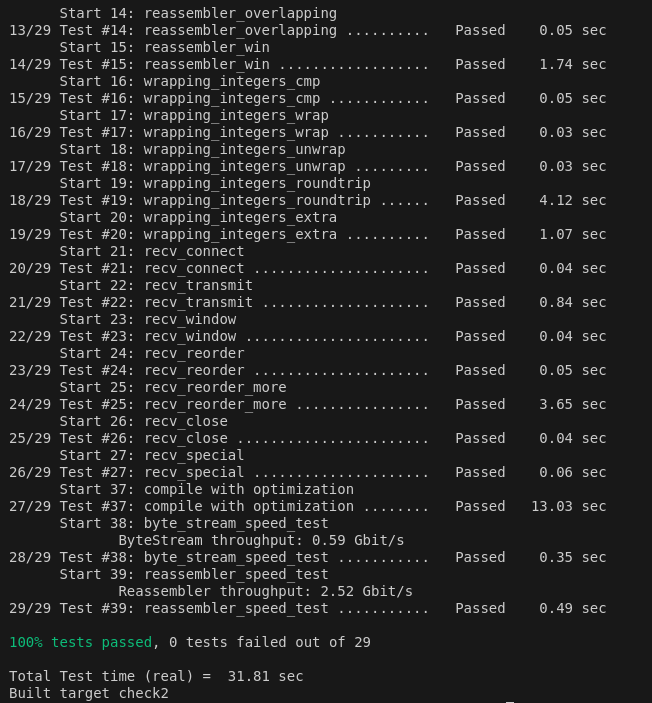 Start 14: reassembler_overlapping
13/29 Test #14: reassembler_overlapping ..........   Passed    0.05 sec
      Start 15: reassembler_win
14/29 Test #15: reassembler_win ..................   Passed    1.74 sec
      Start 16: wrapping_integers_cmp
15/29 Test #16: wrapping_integers_cmp ............   Passed    0.05 sec
      Start 17: wrapping_integers_wrap
16/29 Test #17: wrapping_integers_wrap ...........   Passed    0.03 sec
      Start 18: wrapping_integers_unwrap
17/29 Test #18: wrapping_integers_unwrap .........   Passed    0.03 sec
      Start 19: wrapping_integers_roundtrip
18/29 Test #19: wrapping_integers_roundtrip ......   Passed    4.12 sec
      Start 20: wrapping_integers_extra
19/29 Test #20: wrapping_integers_extra ..........   Passed    1.07 sec
      Start 21: recv_connect
20/29 Test #21: recv_connect .....................   Passed    0.04 sec
      Start 22: recv_transmit
21/29 Test #22: recv_transmit ....................   Passed    0.84 sec
      Start 23: recv_window
22/29 Test #23: recv_window ......................   Passed    0.04 sec
      Start 24: recv_reorder
23/29 Test #24: recv_reorder .....................   Passed    0.05 sec
      Start 25: recv_reorder_more
24/29 Test #25: recv_reorder_more ................   Passed    3.65 sec
      Start 26: recv_close
25/29 Test #26: recv_close .......................   Passed    0.04 sec
      Start 27: recv_special
26/29 Test #27: recv_special .....................   Passed    0.06 sec
      Start 37: compile with optimization
27/29 Test #37: compile with optimization ........   Passed   13.03 sec
      Start 38: byte_stream_speed_test
             ByteStream throughput: 0.59 Gbit/s
28/29 Test #38: byte_stream_speed_test ...........   Passed    0.35 sec
      Start 39: reassembler_speed_test
             Reassembler throughput: 2.52 Gbit/s
29/29 Test #39: reassembler_speed_test ...........   Passed    0.49 sec

100% tests passed, 0 tests failed out of 29

Total Test time (real) =  31.81 sec
Built target check2